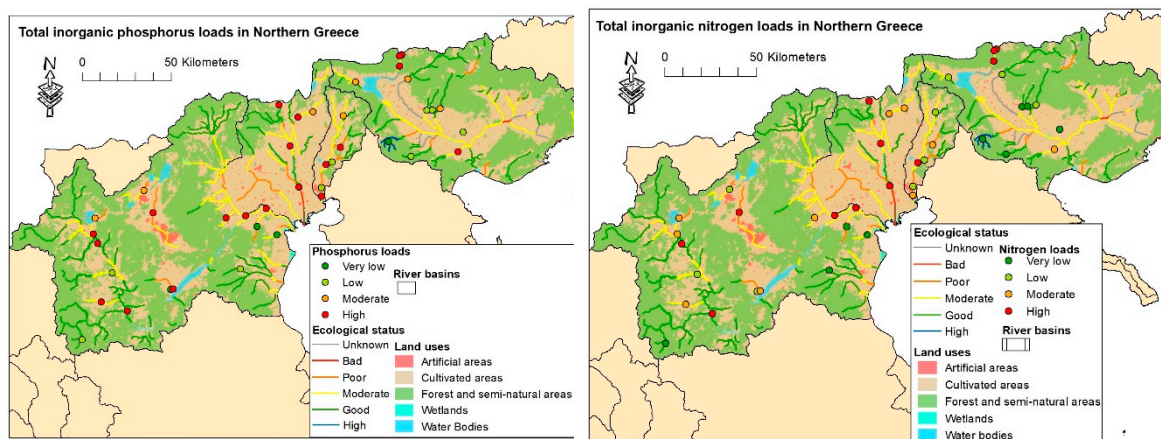 Total inorganic phosphorus loads in Northern Greece
N
0 50 Kilometers
Phosphorus loads
Very low
Low
Moderate
High
River basins
Ecological status
Unknown
Bad
Poor
Moderate
Good
High
Land uses
Artificial areas
Cultivated areas
Forest and semi-natural areas
Wetlands
Water Bodies
Total inorganic nitrogen loads in Northern Greece
N
0 50 Kilometers
Ecological status
Unknown
Bad
Poor
Moderate
Good
High
Nitrogen loads
Very low
Low
Moderate
High
River basins
Land uses
Artificial areas
Cultivated areas
Forest and semi-natural areas
Wetlands
Water bodies